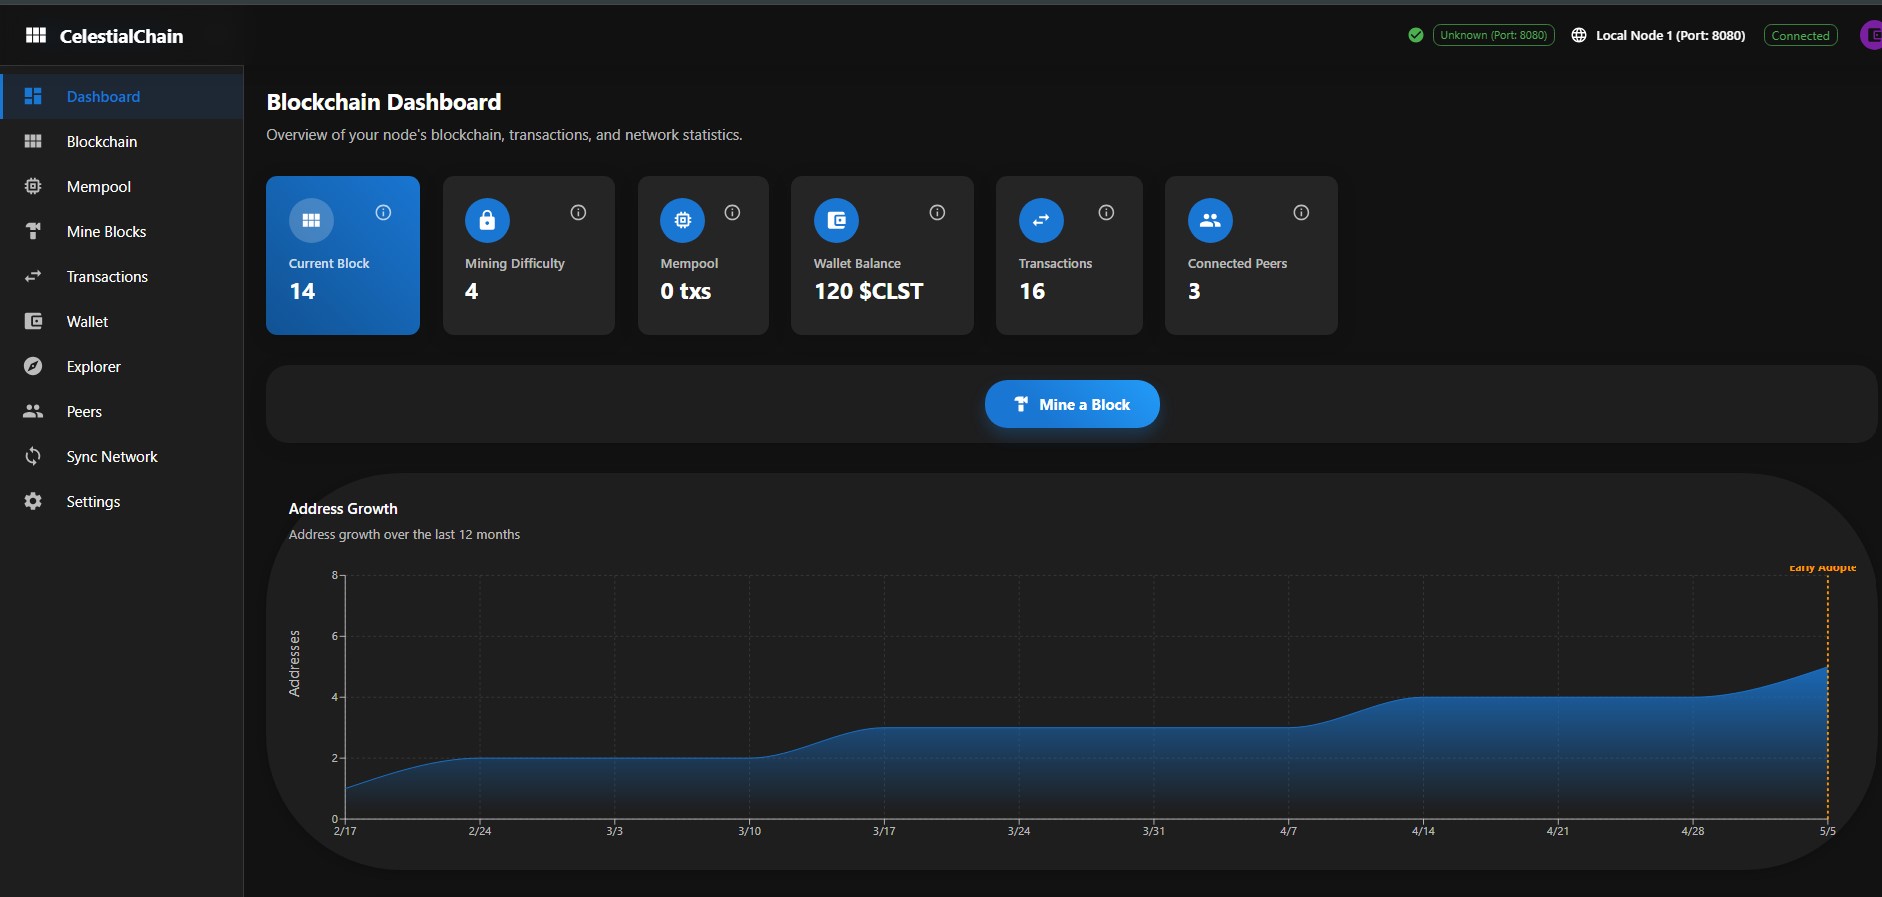 CelestialChain
Unknown (Port: 8080)
Local Node 1 (Port: 8080)
Connected
Dashboard
Blockchain
Mempool
Mine Blocks
Transactions
Wallet
Explorer
Peers
Sync Network
Settings
Blockchain Dashboard
Overview of your node's blockchain, transactions, and network statistics.
Current Block
14
Mining Difficulty
4
Mempool
0 txs
Wallet Balance
120 $CLST
Transactions
16
Connected Peers
3
Mine a Block
Address Growth
Address growth over the last 12 months
Early Adopte
Addresses
8
6
4
2
0
2/17 2/24 3/3 3/10 3/17 3/24 3/31 4/7 4/14 4/21 4/28 5/5